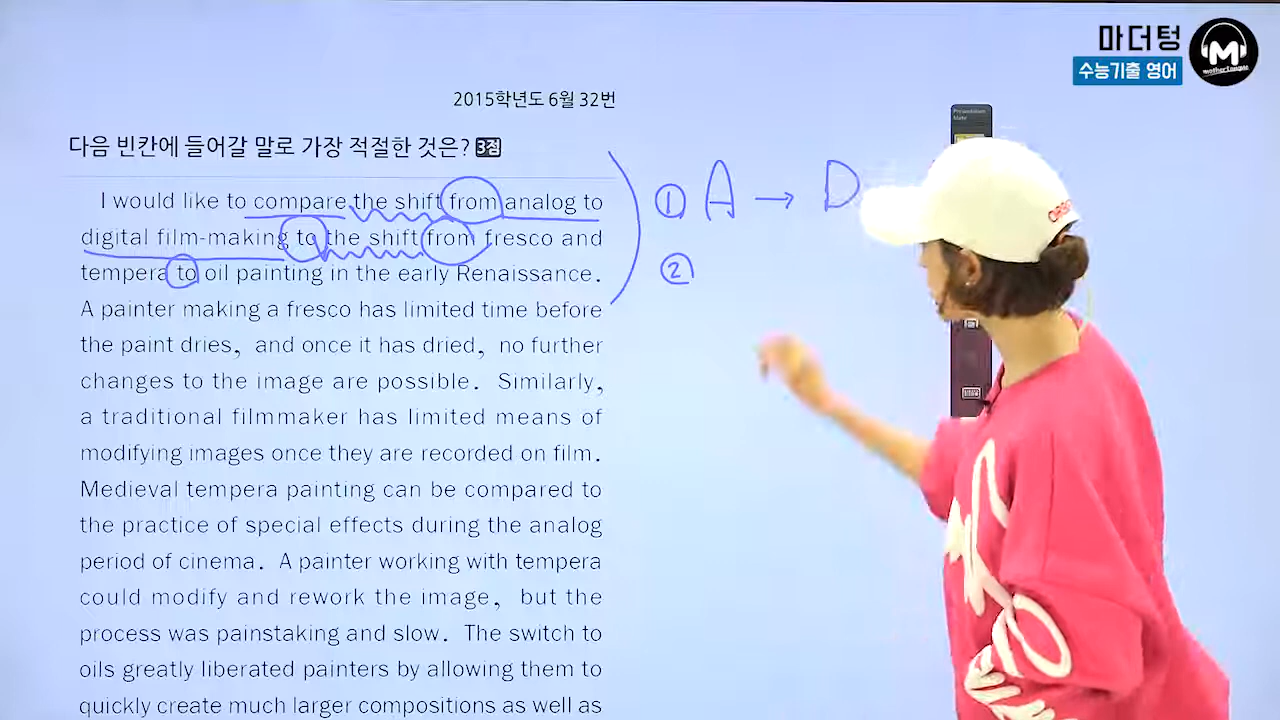 마더텅
수능기출 영어
M
mother tongue
2015학년도 6월 32번
다음 빈칸에 들어갈 말로 가장 적절한 것은? 3점
I would like to compare the shift from analog to
digital film-making to the shift from fresco and
tempera to oil painting in the early Renaissance.
A painter making a fresco has limited time before
the paint dries, and once it has dried, no further
changes to the image are possible. Similarly,
a traditional filmmaker has limited means of
modifying images once they are recorded on film.
Medieval tempera painting can be compared to
the practice of special effects during the analog
period of cinema. A painter working with tempera
could modify and rework the image, but the
process was painstaking and slow. The switch to
oils greatly liberated painters by allowing them to
quickly create much larger compositions as well as
① A → D
②
Presentation
Mate